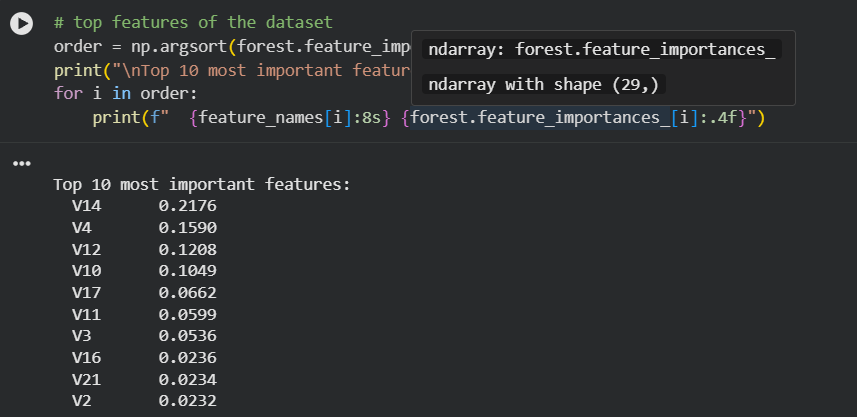 # top features of the dataset
order = np.argsort(forest.feature_imp
ndarray: forest.feature_importances_
print("\nTop 10 most important featur
ndarray with shape (29,)
for i in order:
print(f"  {feature_names[i]:8s} {forest.feature_importances_[i]:.4f}")
Top 10 most important features:
V14 0.2176
V4 0.1590
V12 0.1208
V10 0.1049
V17 0.0662
V11 0.0599
V3 0.0536
V16 0.0236
V21 0.0234
V2 0.0232